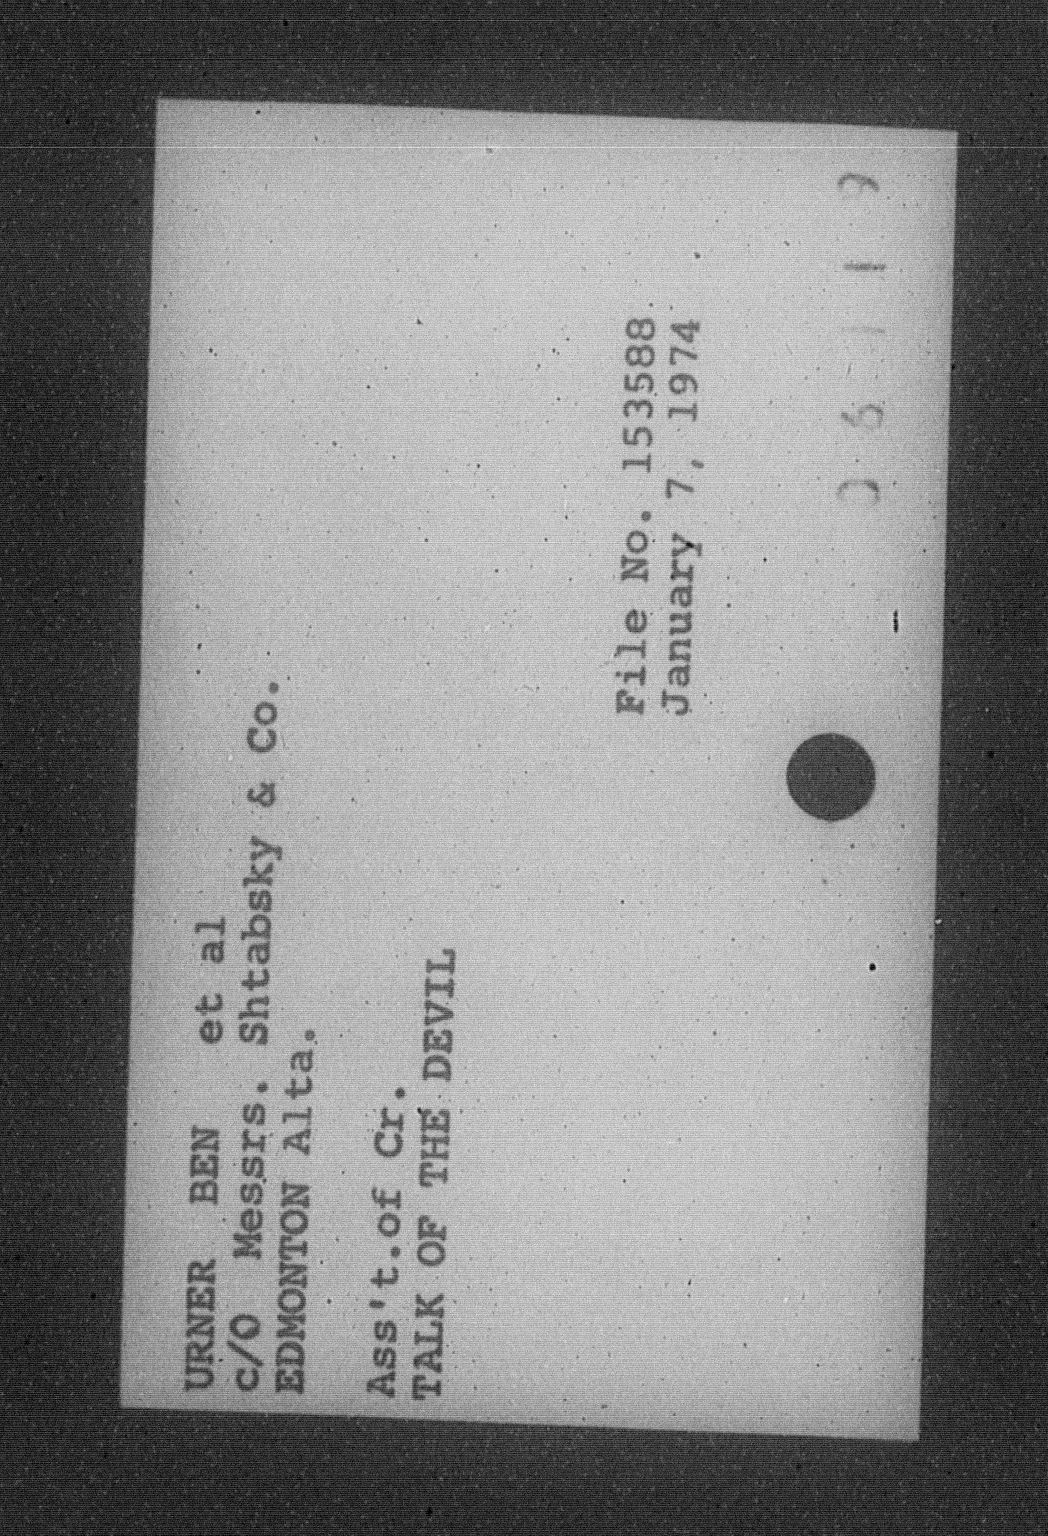 URNER BEN et al
c/O Messrs. Shtabsky & Co.
EDMONTON Alta.
Ass't.of Cr.
TALK OF THE DEVIL
File No. 153588
January 7, 1974